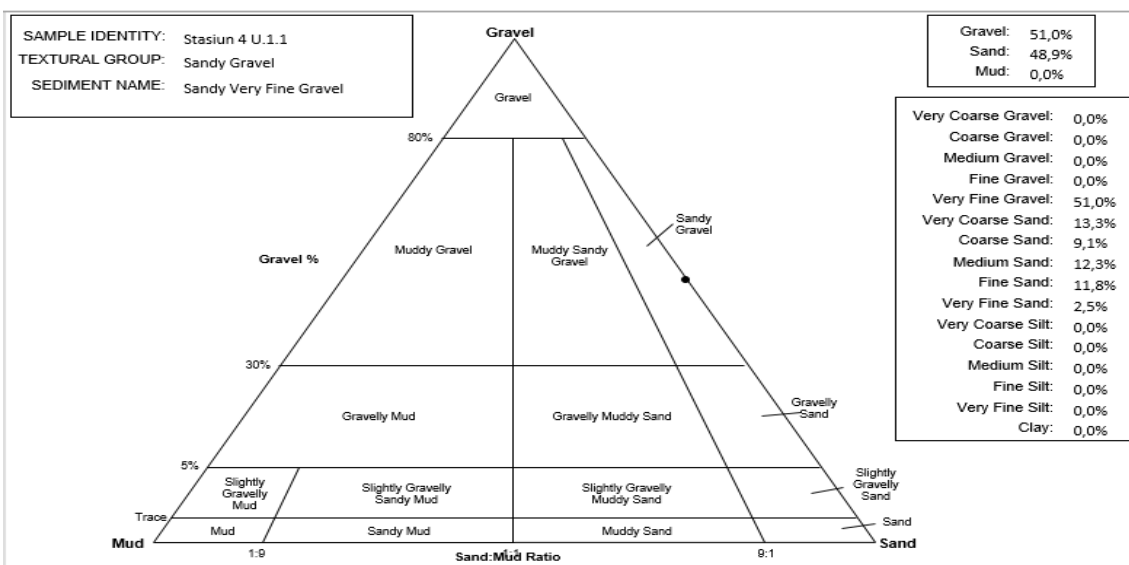 SAMPLE IDENTITY: Stasiun 4 U.1.1
TEXTURAL GROUP: Sandy Gravel
SEDIMENT NAME: Sandy Very Fine Gravel
Gravel: 51,0%
Sand: 48,9%
Mud: 0,0%
Gravel
Gravel
80%
Muddy Gravel
Muddy Sandy
Gravel
Sandy
Gravel
Gravel %
30%
Gravelly Mud
Gravelly Muddy Sand
Gravelly
Sand
5%
Slightly
Gravelly
Mud
Slightly Gravelly
Sandy Mud
Slightly Gravelly
Muddy Sand
Slightly
Gravelly
Sand
Trace
Mud
Sandy Mud
Muddy Sand
Sand
Mud
Sand
1:9
9:1
Sand:Mud Ratio
Very Coarse Gravel: 0,0%
Coarse Gravel: 0,0%
Medium Gravel: 0,0%
Fine Gravel: 0,0%
Very Fine Gravel: 51,0%
Very Coarse Sand: 13,3%
Coarse Sand: 9,1%
Medium Sand: 12,3%
Fine Sand: 11,8%
Very Fine Sand: 2,5%
Very Coarse Silt: 0,0%
Coarse Silt: 0,0%
Medium Silt: 0,0%
Fine Silt: 0,0%
Very Fine Silt: 0,0%
Clay: 0,0%